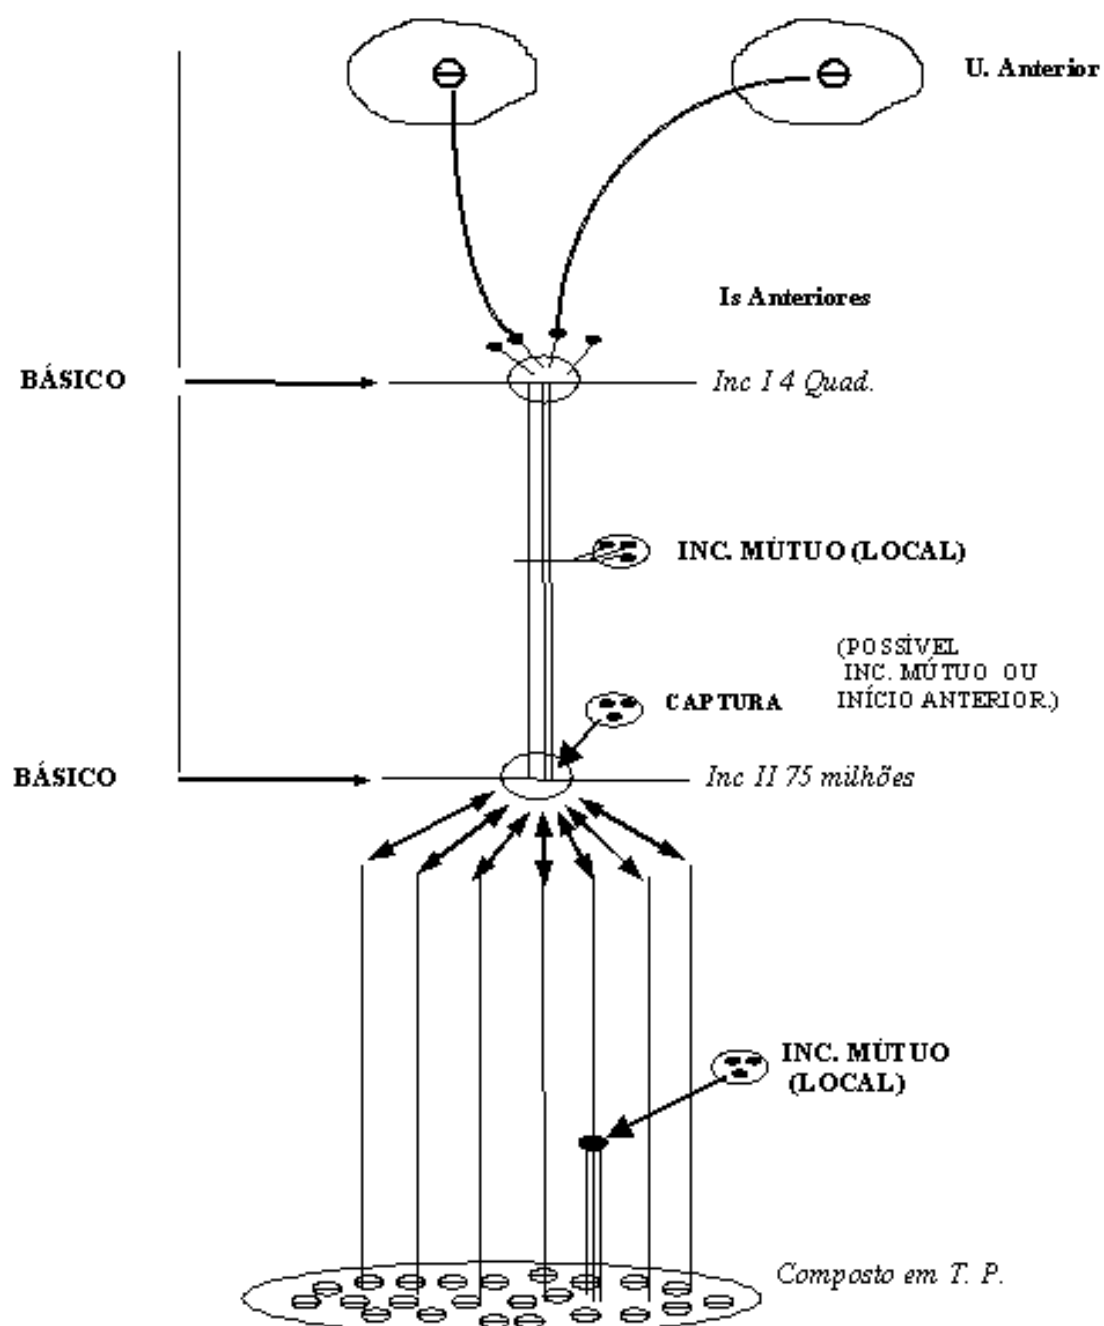 U. Anterior
Is Anteriores
BÁSICO
Inc I 4 Quad.
INC. MÚTUO (LOCAL)
(POSSÍVEL
INC. MÚTUO OU
INÍCIO ANTERIOR.)
CAPTURA
BÁSICO
Inc II 75 milhões
INC. MÚTUO
(LOCAL)
Composto em T. P.